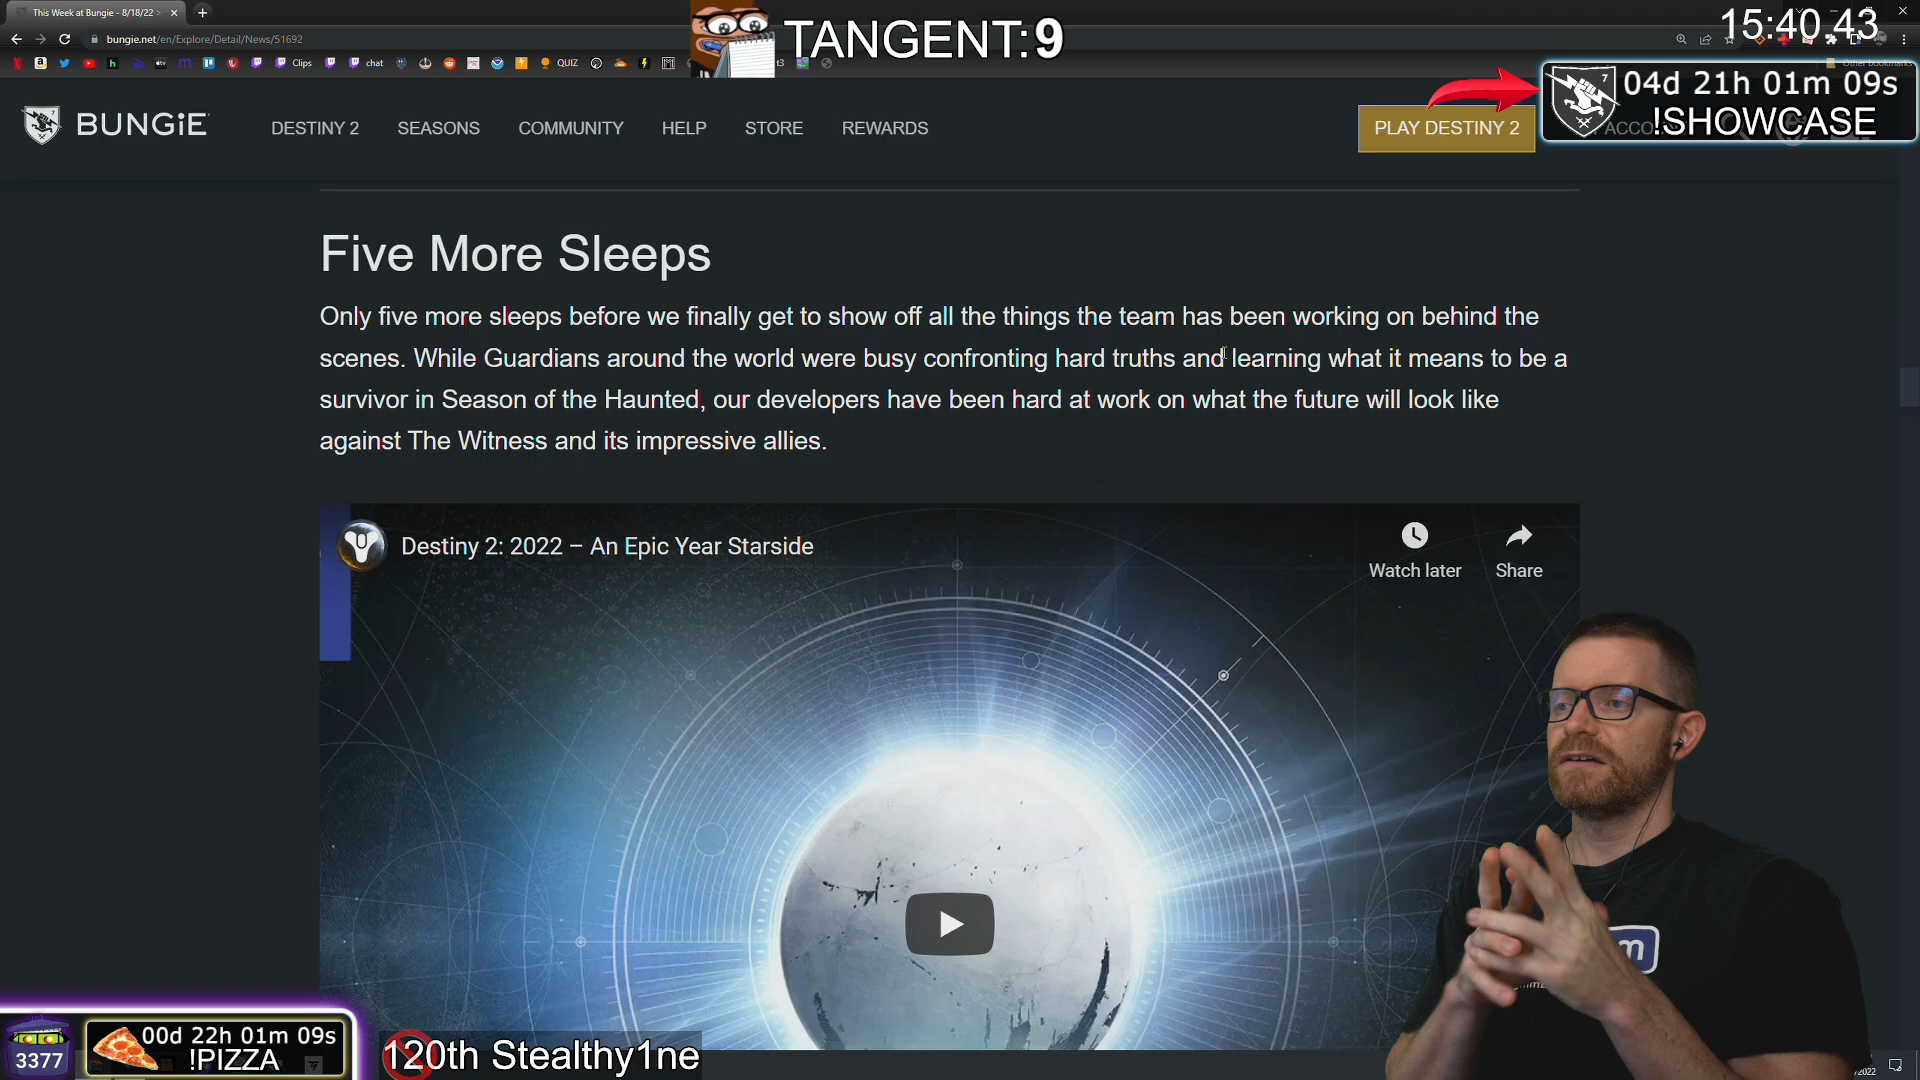 This Week at Bungie - 8/18/22 >
TANGENT: 9
15:40.43
bungie.net/en/Explore/Detail/News/51692
Clips
chat
QUIZ
Other bookmarks
BUNGiE
DESTINY 2
SEASONS
COMMUNITY
HELP
STORE
REWARDS
PLAY DESTINY 2
7
04d 21h 01m 09s
!SHOWCASE
Five More Sleeps
Only five more sleeps before we finally get to show off all the things the team has been working on behind the
scenes. While Guardians around the world were busy confronting hard truths and learning what it means to be a
survivor in Season of the Haunted, our developers have been hard at work on what the future will look like
against The Witness and its impressive allies.
Destiny 2: 2022 – An Epic Year Starside
Watch later
Share
m
3377
00d 22h 01m 09s
!PIZZA
120th Stealthy1ne